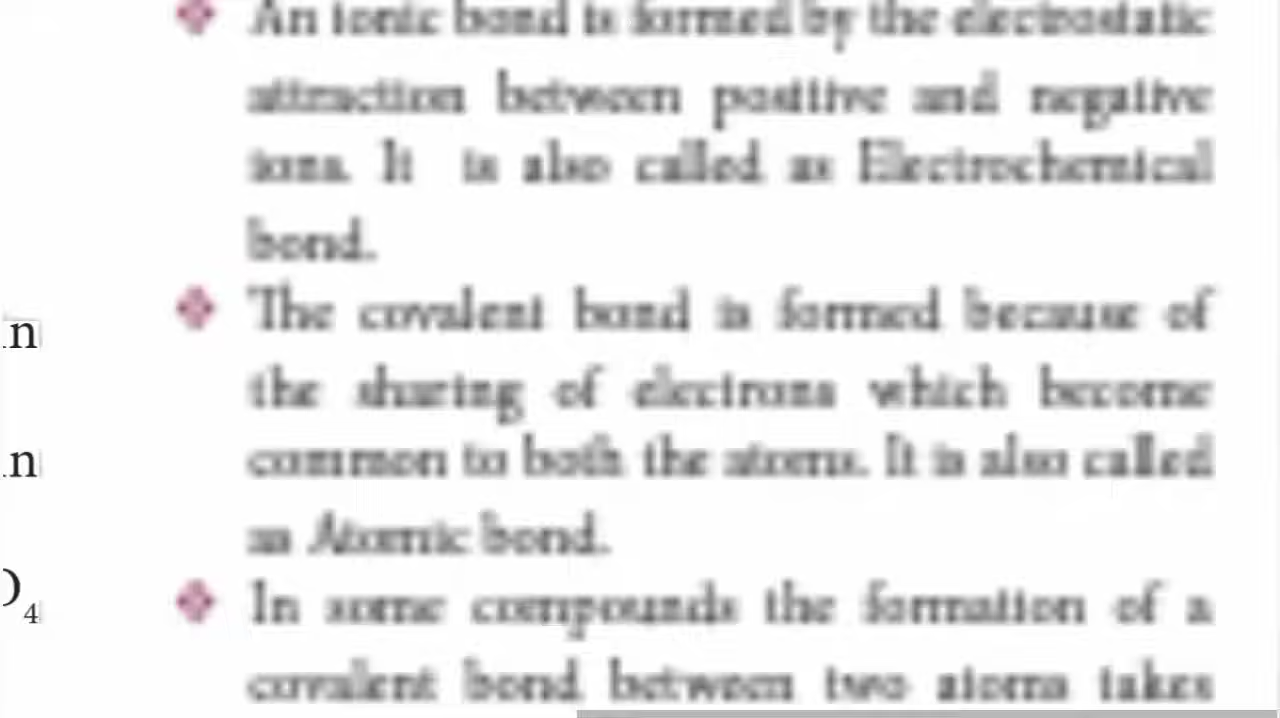 An ionic bond is formed by the electrostatic
attraction between positive and negative
ions. It is also called as Electrochemical
bond.
The covalent bond is formed because of
n
the sharing of electrons which become
common to both the atoms. It is also called
n
as Atomic bond.
In some compounds the formation of a
4
covalent bond between two atoms takes